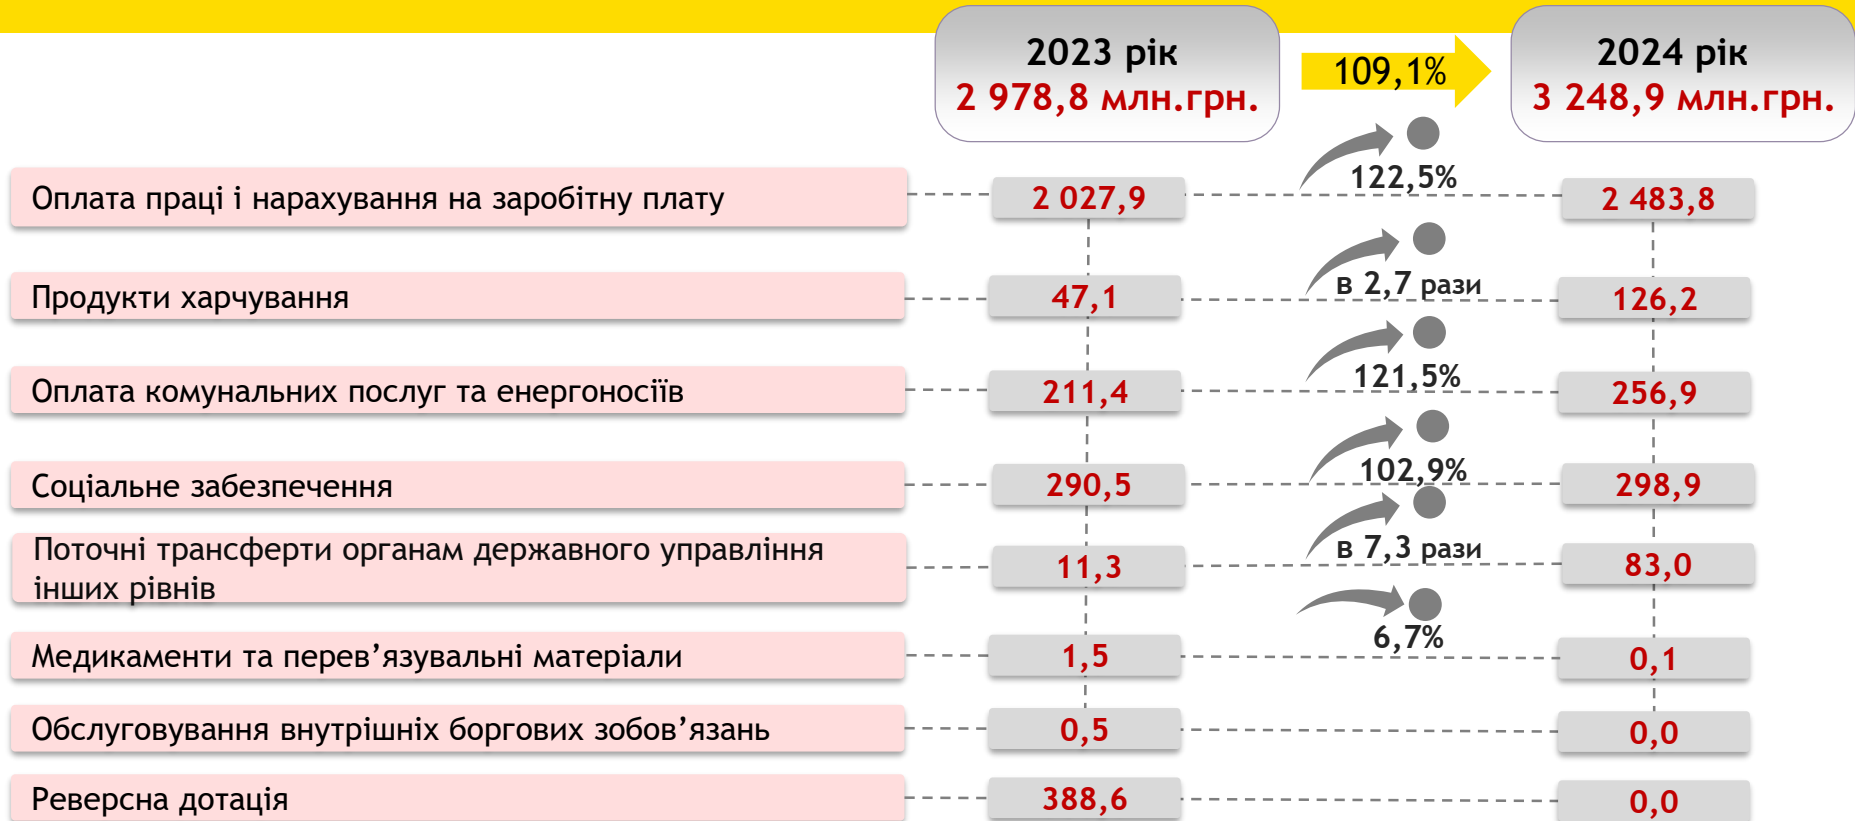 2023 рік
2 978,8 млн.грн.
109,1%
2024 рік
3 248,9 млн.грн.
Оплата праці і нарахування на заробітну плату
2 027,9
122,5%
2 483,8
Продукти харчування
47,1
в 2,7 рази
126,2
Оплата комунальних послуг та енергоносіїв
211,4
121,5%
256,9
Соціальне забезпечення
290,5
102,9%
298,9
Поточні трансферти органам державного управління
інших рівнів
11,3
в 7,3 рази
83,0
Медикаменти та перев’язувальні матеріали
1,5
6,7%
0,1
Обслуговування внутрішніх боргових зобов’язань
0,5
0,0
Реверсна дотація
388,6
0,0